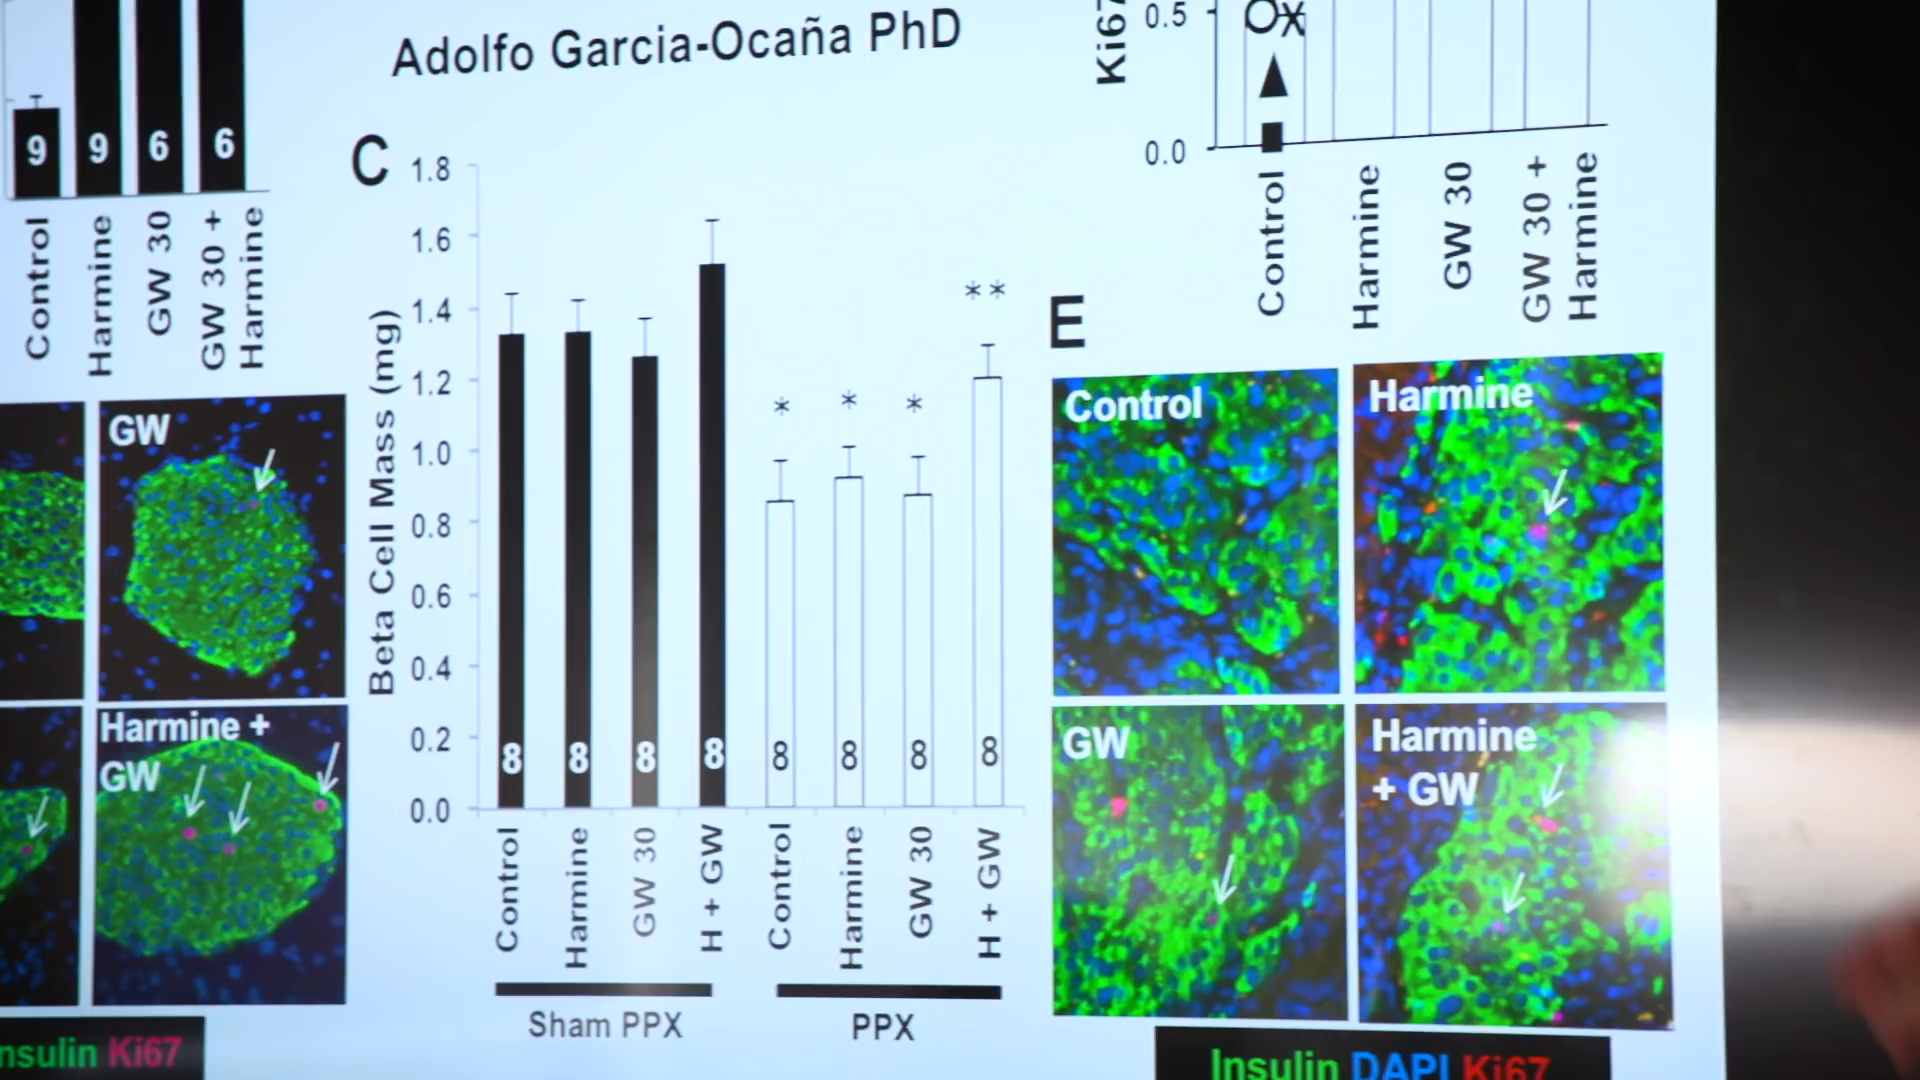 Adolfo Garcia-Ocaña PhD
9
9
6
6
Control
Harmine
GW 30
GW 30 +
Harmine
GW
Harmine +
GW
Ki67
C
Beta Cell Mass (mg)
1.8
1.6
1.4
1.2
1.0
0.8
0.6
0.4
0.2
0.0
*
*
*
**
8
8
8
8
8
8
8
8
Control
Harmine
GW 30
H + GW
Control
Harmine
GW 30
H + GW
Sham PPX
PPX
Ki67
0.5
0.0
Control
Harmine
GW 30
GW 30 +
Harmine
E
Control
Harmine
GW
Harmine
+ GW
Insulin DAPI Ki67